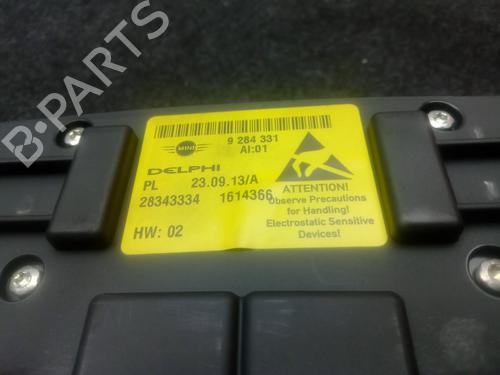 B-PARTS
9 284 331
MINI
AI:01
DELPHI
PL 23.09.13/A
28343334 1614366
HW: 02
ATTENTION!
Observe Precautions
for Handling!
Electrostatic Sensitive
Devices!